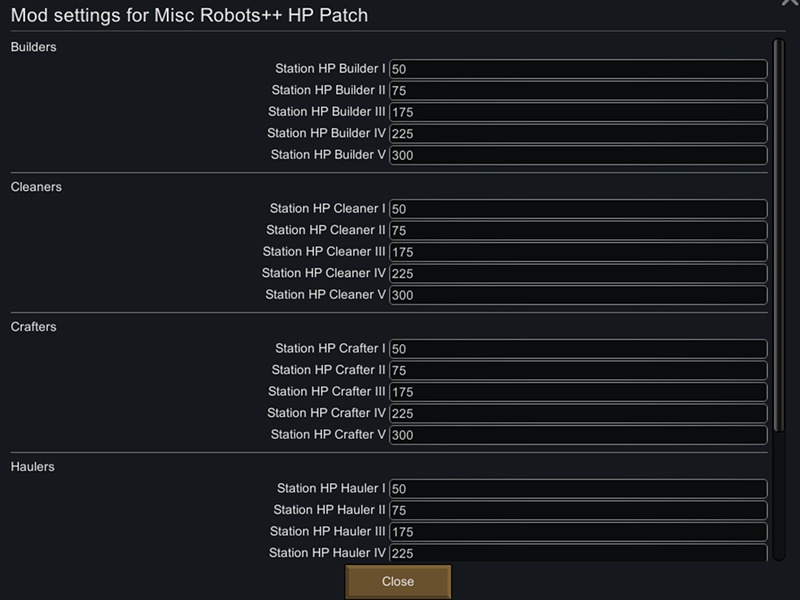 Mod settings for Misc Robots++ HP Patch
Builders
Station HP Builder I 50
Station HP Builder II 75
Station HP Builder III 175
Station HP Builder IV 225
Station HP Builder V 300
Cleaners
Station HP Cleaner I 50
Station HP Cleaner II 75
Station HP Cleaner III 175
Station HP Cleaner IV 225
Station HP Cleaner V 300
Crafters
Station HP Crafter I 50
Station HP Crafter II 75
Station HP Crafter III 175
Station HP Crafter IV 225
Station HP Crafter V 300
Haulers
Station HP Hauler I 50
Station HP Hauler II 75
Station HP Hauler III 175
Station HP Hauler IV 225
Close